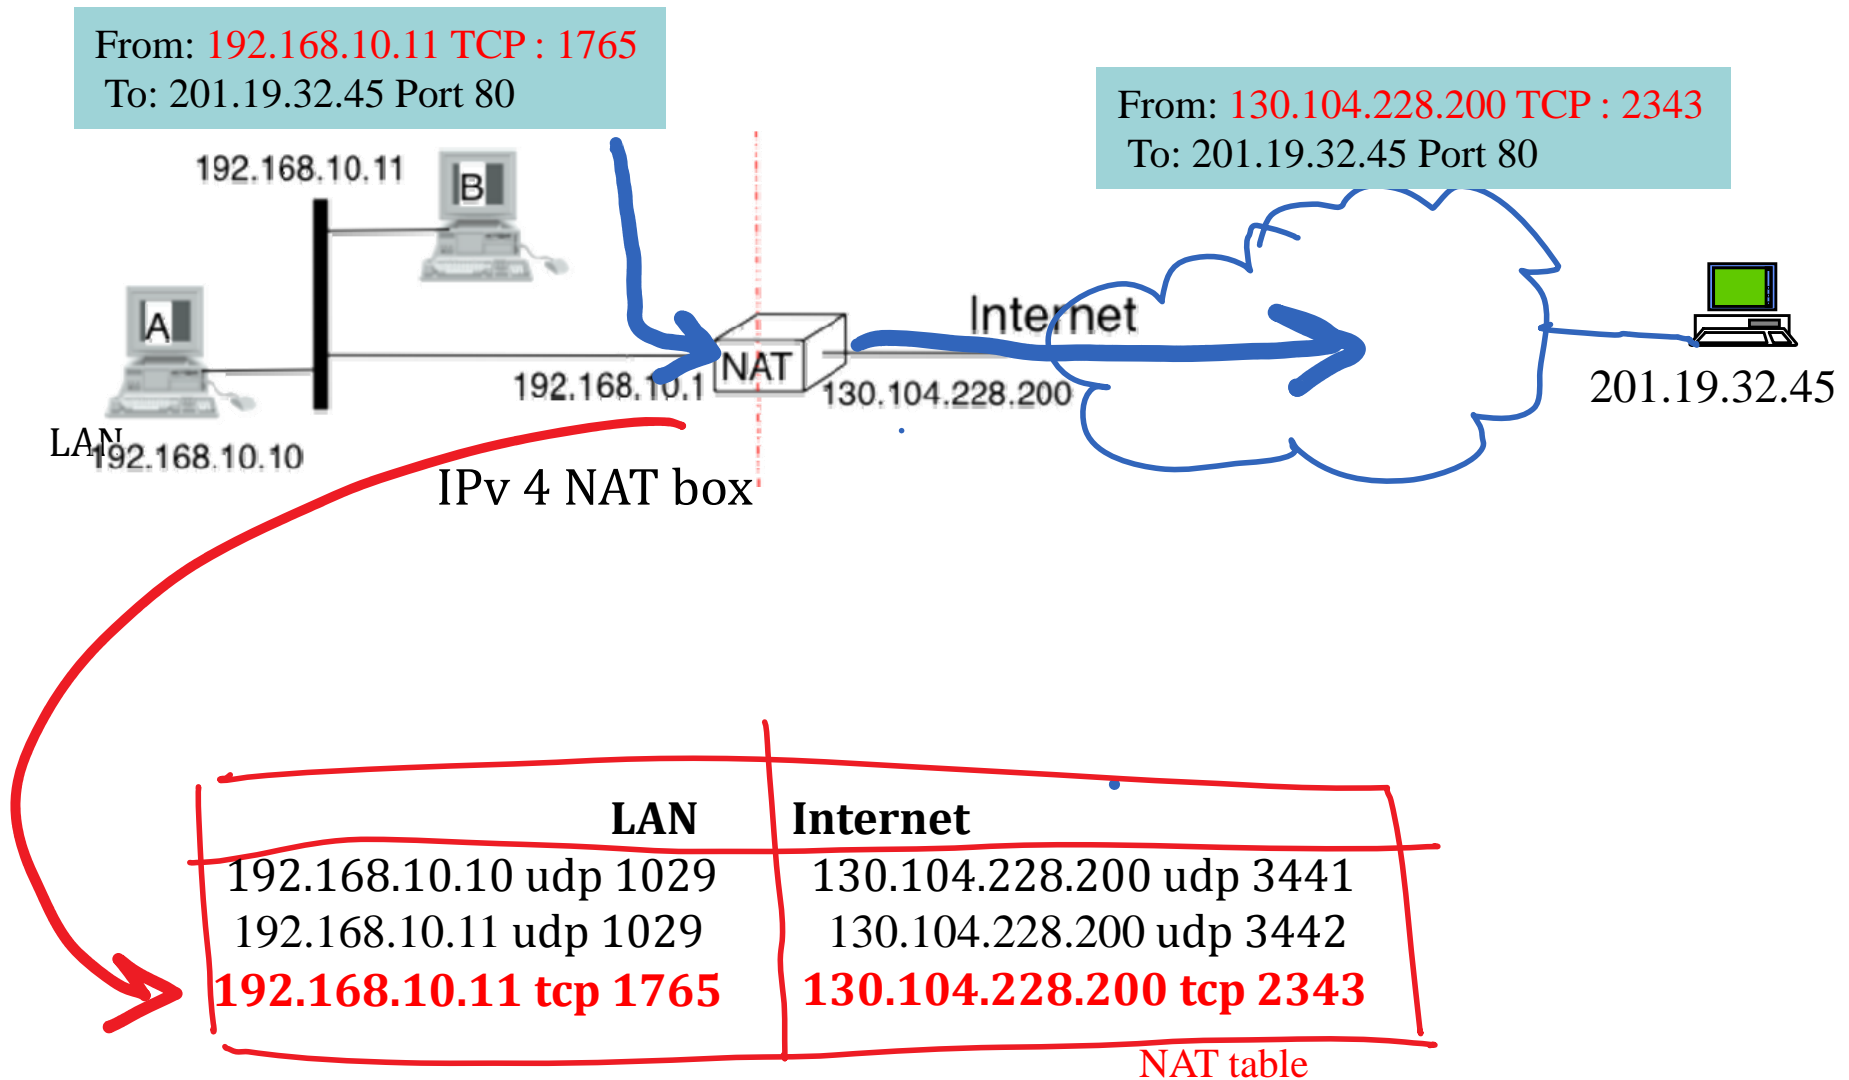 From: 192.168.10.11 TCP : 1765
To: 201.19.32.45 Port 80
From: 130.104.228.200 TCP : 2343
To: 201.19.32.45 Port 80
192.168.10.11
B
A
Internet
NAT
192.168.10.1
130.104.228.200
201.19.32.45
LAN
192.168.10.10
IPv 4 NAT box
LAN Internet
192.168.10.10 udp 1029 130.104.228.200 udp 3441
192.168.10.11 udp 1029 130.104.228.200 udp 3442
192.168.10.11 tcp 1765 130.104.228.200 tcp 2343
NAT table